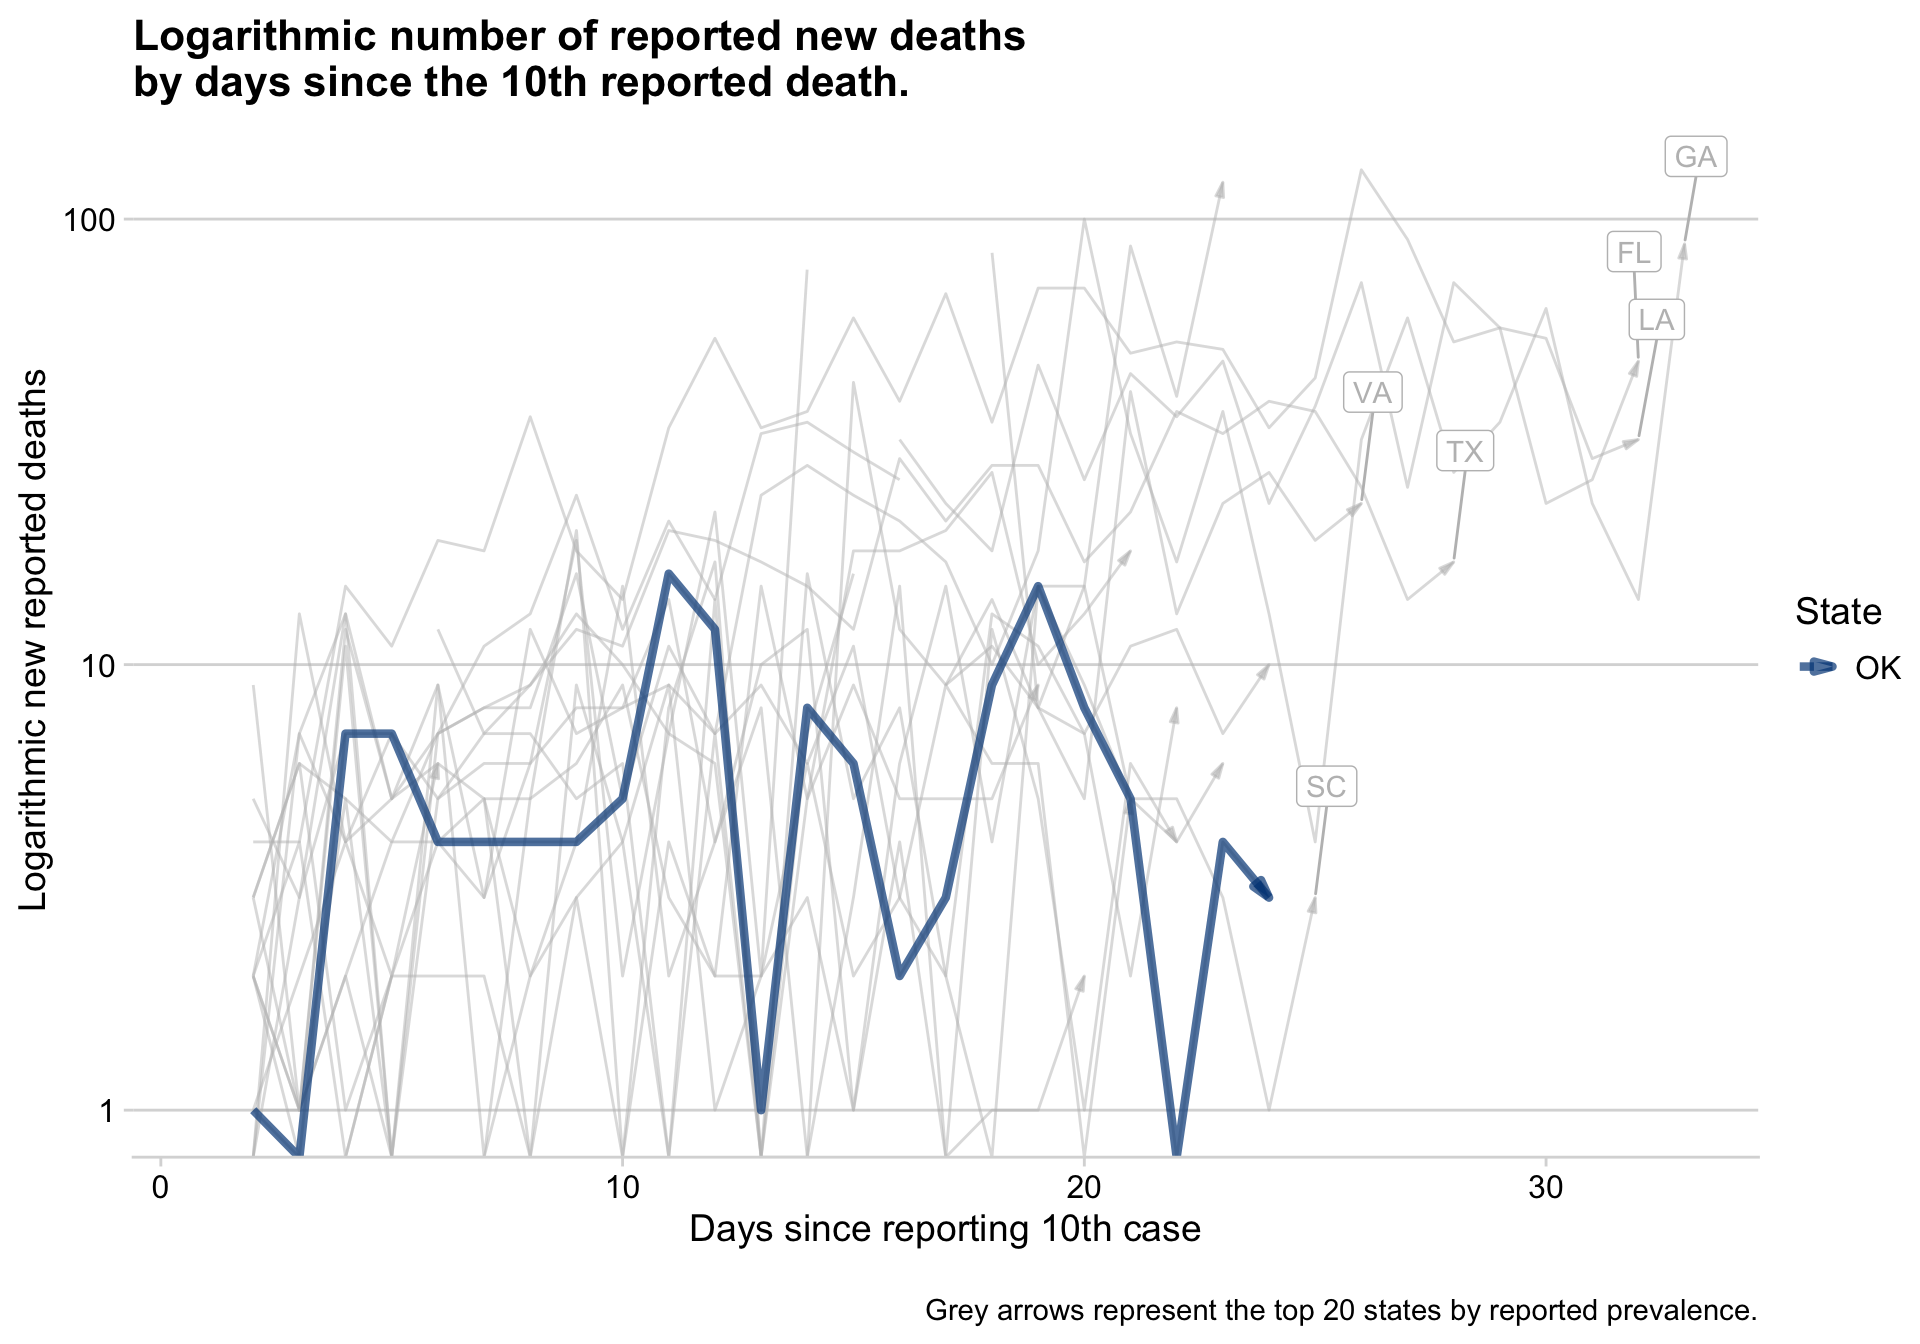 Logarithmic number of reported new deaths
by days since the 10th reported death.
GA
100
FL
LA
VA
TX
State
10
OK
SC
Logarithmic new reported deaths
1
0 10 20 30
Days since reporting 10th case
Grey arrows represent the top 20 states by reported prevalence.